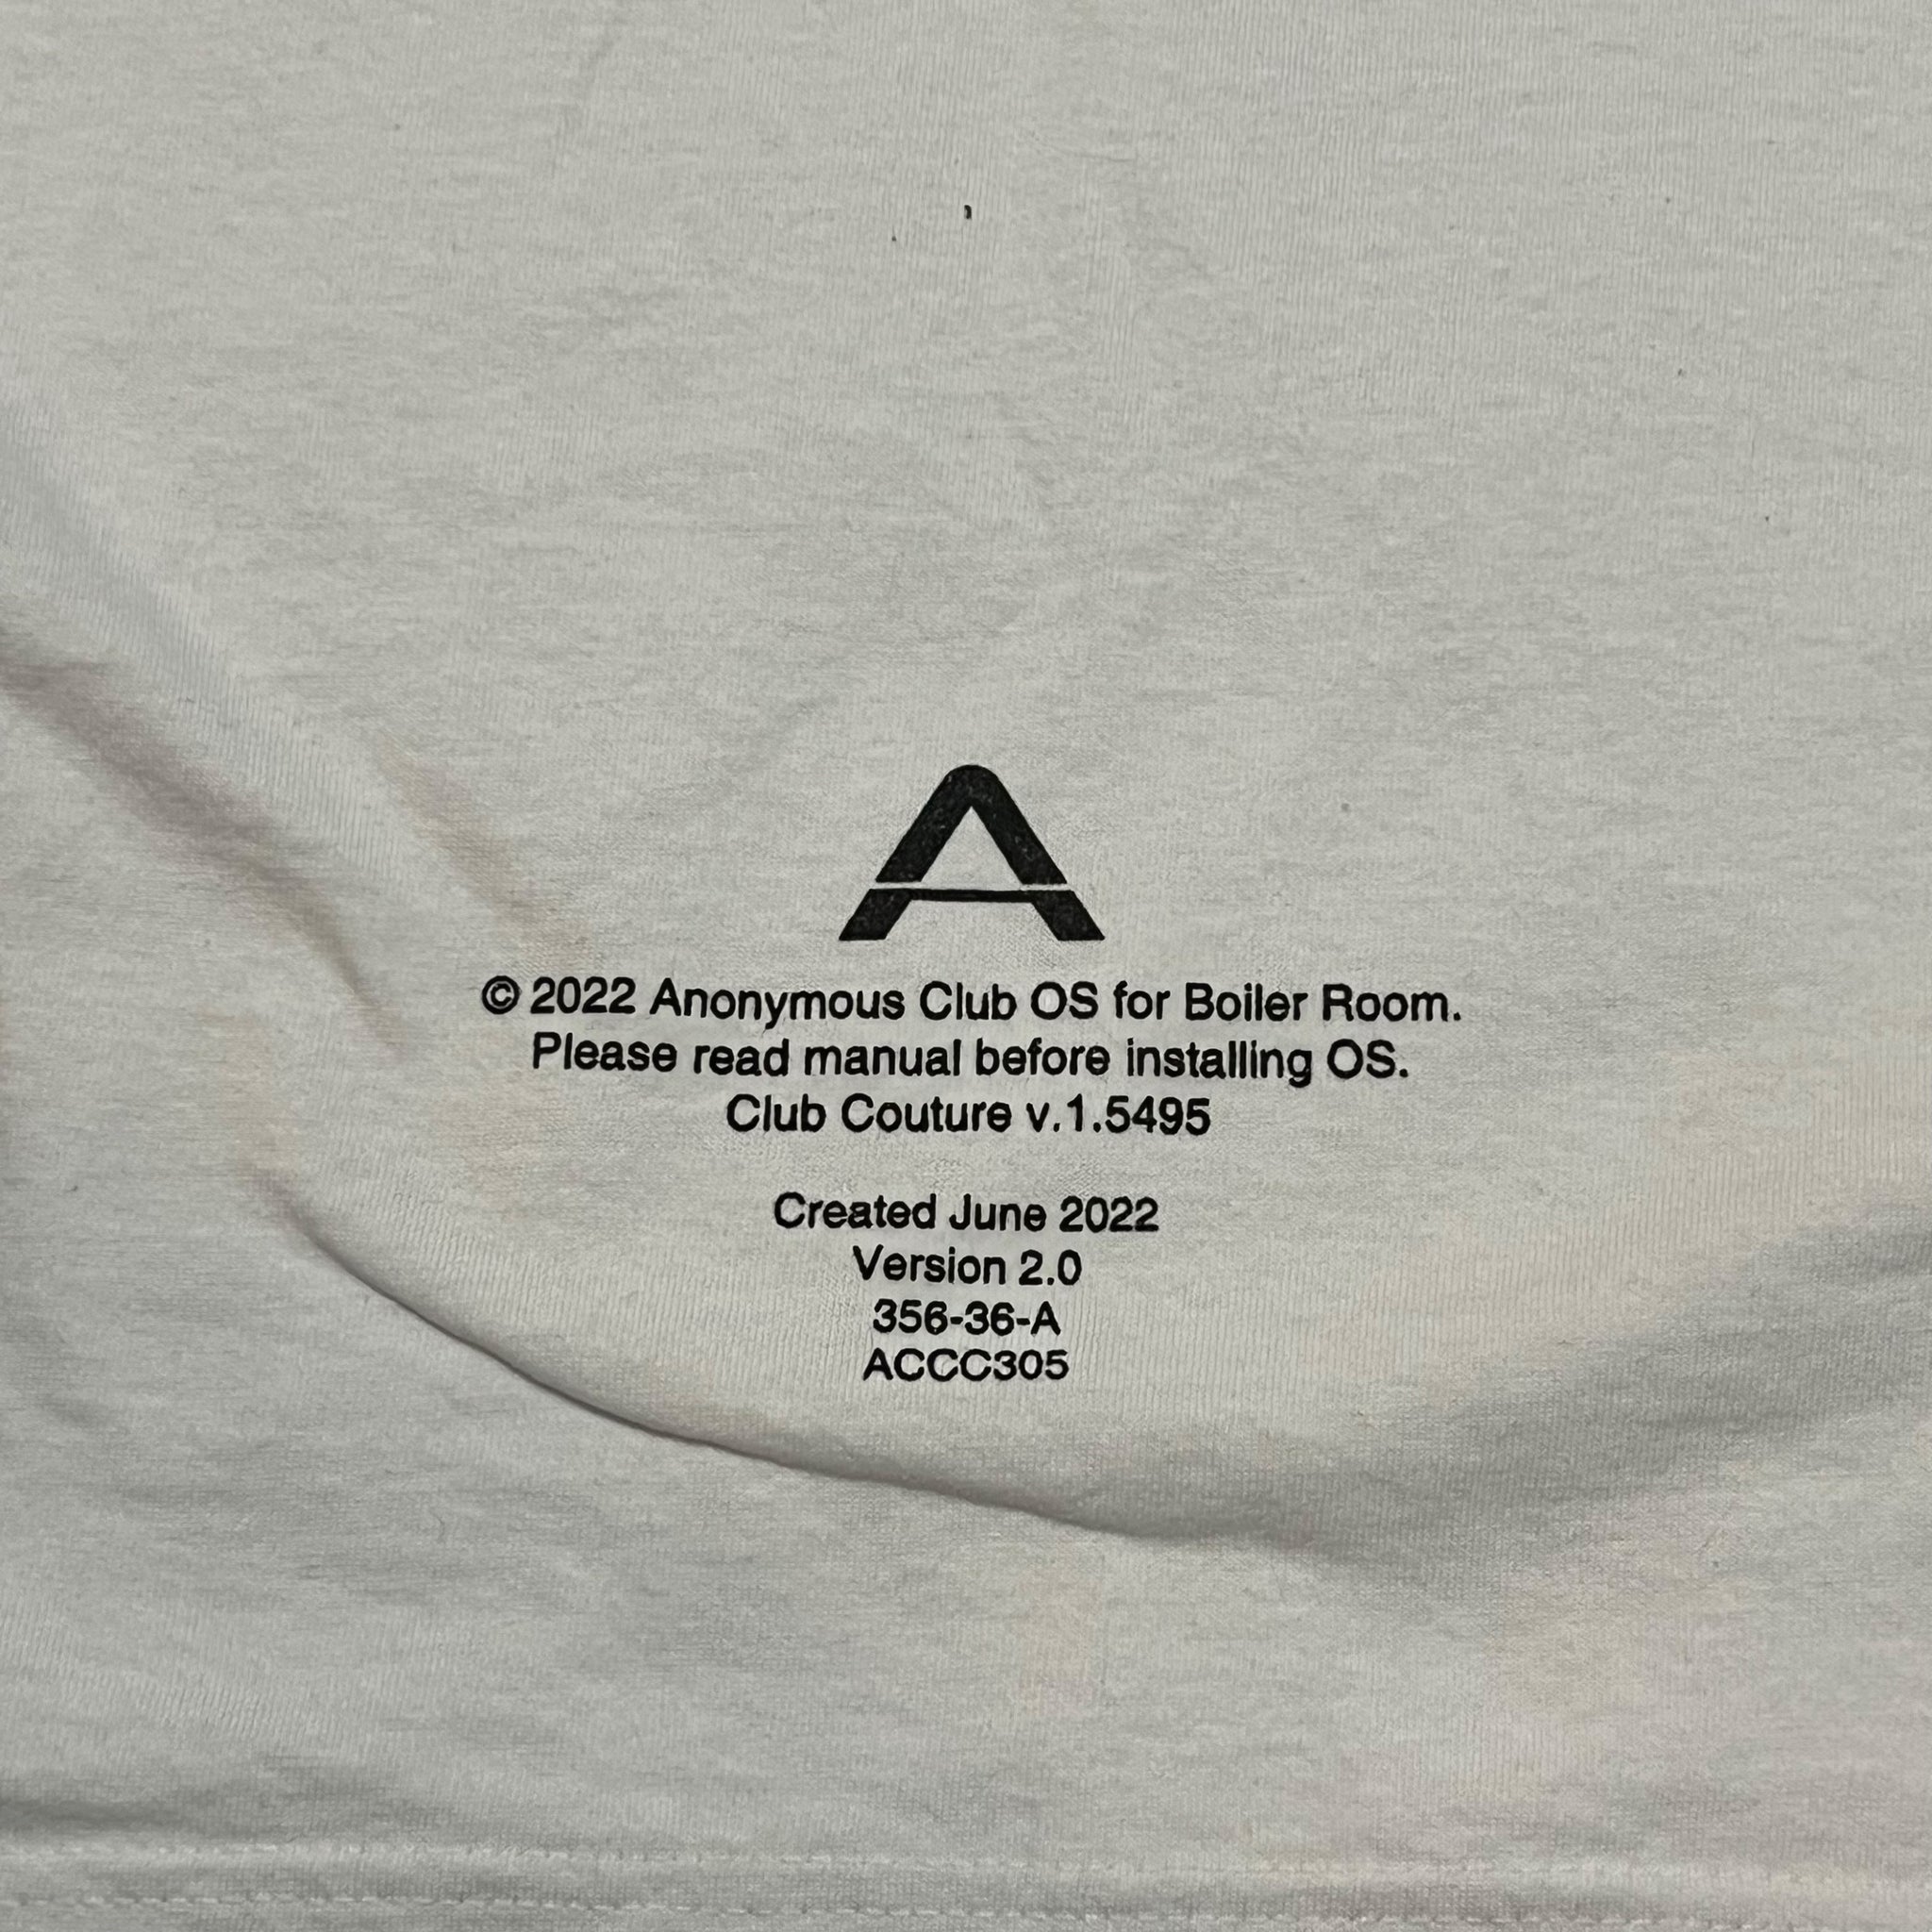 A
© 2022 Anonymous Club OS for Boiler Room.
Please read manual before installing OS.
Club Couture v.1.5495
Created June 2022
Version 2.0
356-36-A
ACCC305